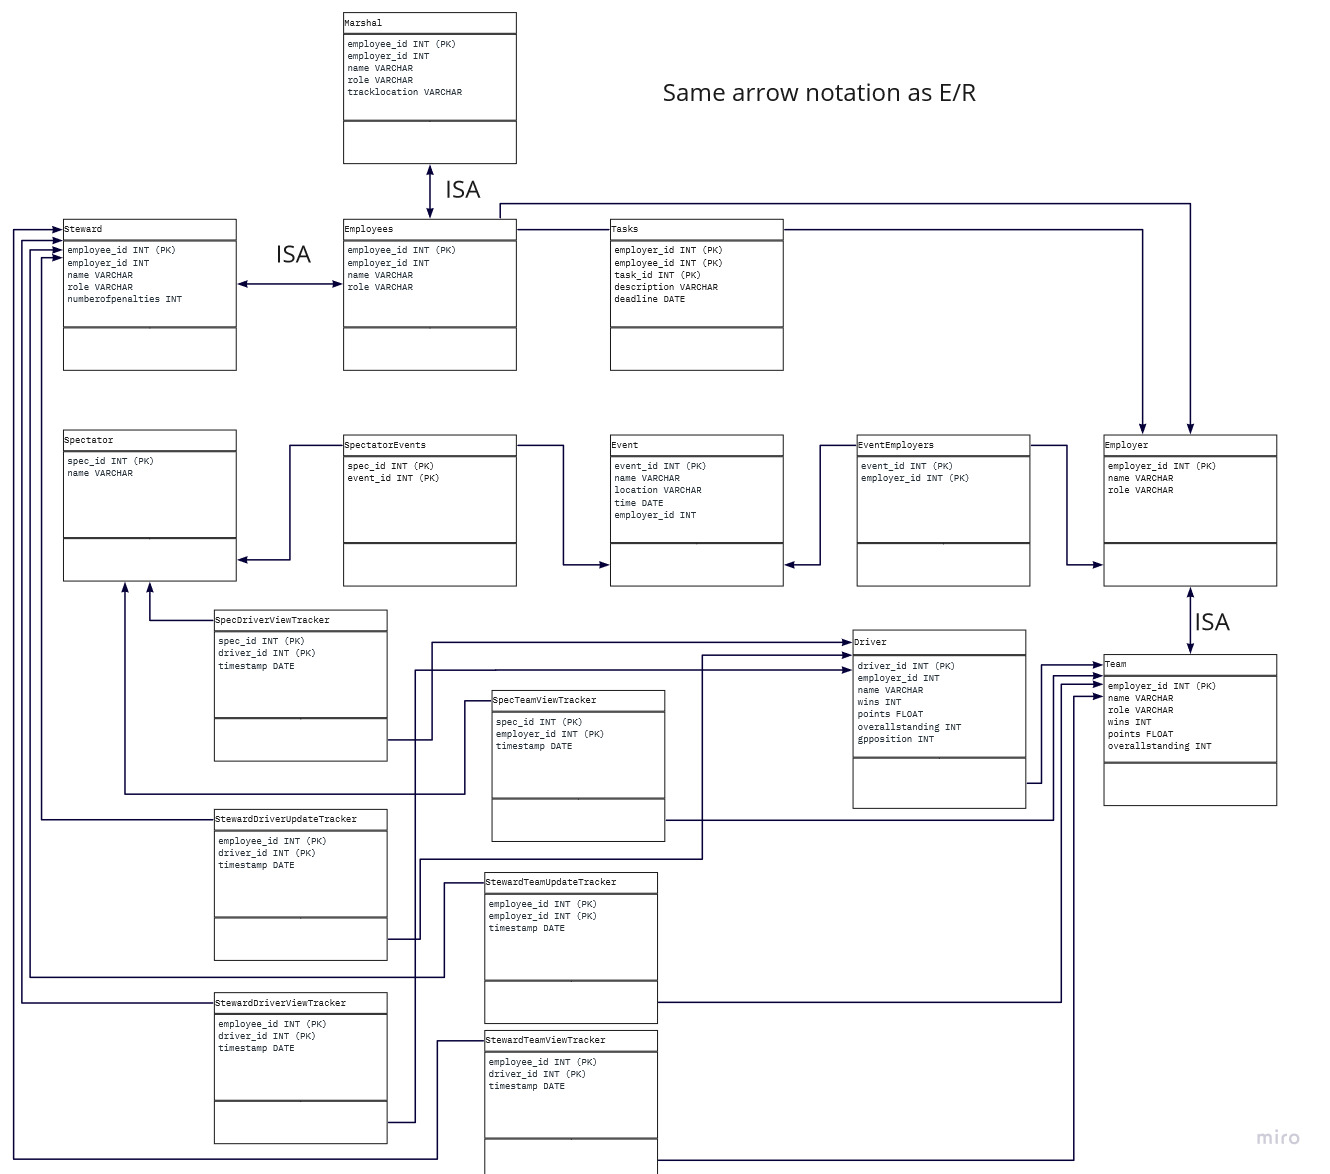 Marshal
employee_id INT (PK)
employer_id INT
name VARCHAR
role VARCHAR
tracklocation VARCHAR
Same arrow notation as E/R
ISA
Steward
employee_id INT (PK)
employer_id INT
name VARCHAR
role VARCHAR
numberofpenalties INT
ISA
Employees
employee_id INT (PK)
employer_id INT
name VARCHAR
role VARCHAR
Tasks
employer_id INT (PK)
employee_id INT (PK)
task_id INT (PK)
description VARCHAR
deadline DATE
Spectator
spec_id INT (PK)
name VARCHAR
SpectatorEvents
spec_id INT (PK)
event_id INT (PK)
Event
event_id INT (PK)
name VARCHAR
location VARCHAR
time DATE
employer_id INT
EventEmployers
event_id INT (PK)
employer_id INT (PK)
Employer
employer_id INT (PK)
name VARCHAR
role VARCHAR
ISA
SpecDriverViewTracker
spec_id INT (PK)
driver_id INT (PK)
timestamp DATE
Driver
driver_id INT (PK)
employer_id INT
name VARCHAR
wins INT
points FLOAT
overallstanding INT
gpposition INT
Team
employer_id INT (PK)
name VARCHAR
role VARCHAR
wins INT
points FLOAT
overallstanding INT
SpecTeamViewTracker
spec_id INT (PK)
employer_id INT (PK)
timestamp DATE
StewardDriverUpdateTracker
employee_id INT (PK)
driver_id INT (PK)
timestamp DATE
StewardTeamUpdateTracker
employee_id INT (PK)
employer_id INT (PK)
timestamp DATE
StewardDriverViewTracker
employee_id INT (PK)
driver_id INT (PK)
timestamp DATE
StewardTeamViewTracker
employee_id INT (PK)
driver_id INT (PK)
timestamp DATE
miro